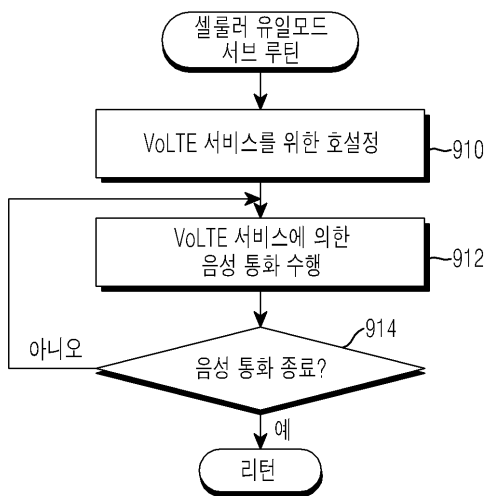 셀룰러 유일모드
서브 루틴
VoLTE 서비스를 위한 호설정
910
VoLTE 서비스에 의한
음성 통화 수행
912
914
아니오
음성 통화 종료?
예
리턴